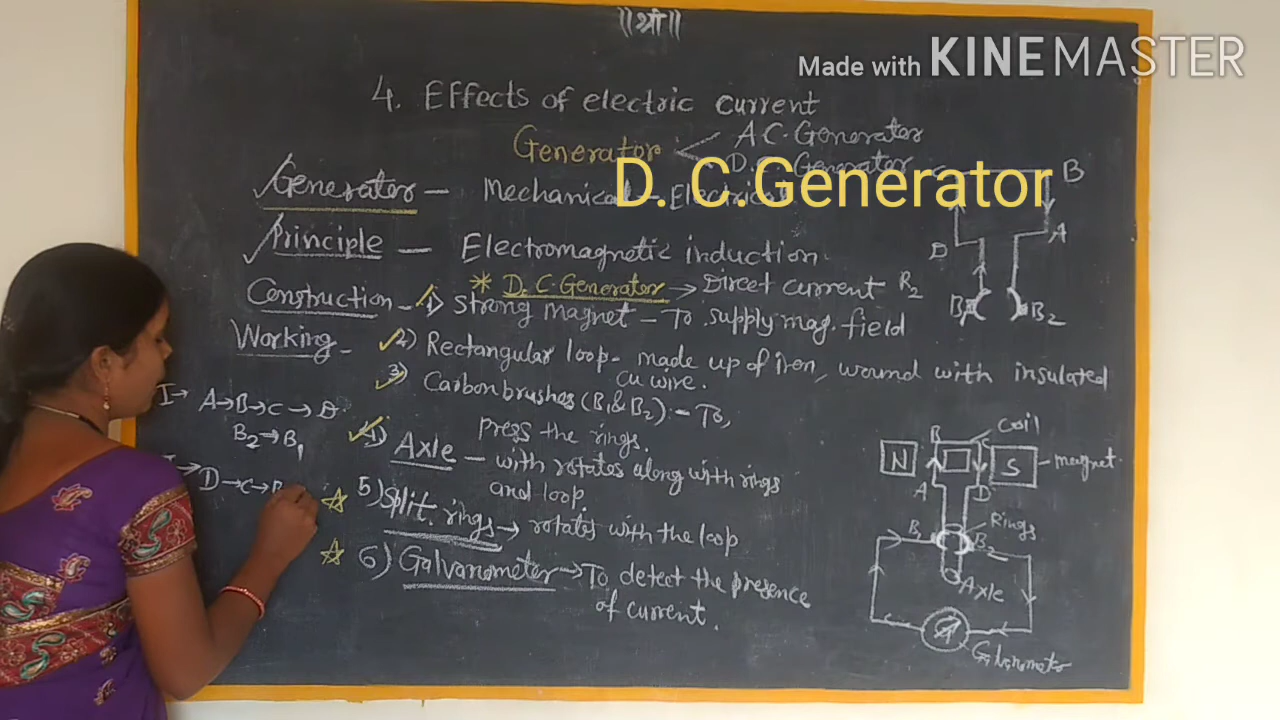 ॥श्री॥
Made with KINEMASTER
4. Effects of electric current
Generator
A.C. Generator
D.C. Generator
D. C. Generator
Generator - Mechanical - Electrical
Principle - Electromagnetic induction.
* D.C. Generator → Direct current
Construction - 1) Strong magnet - To supply mag. field
Working -
2) Rectangular loop - made up of iron, wound with insulated
cu wire.
3) Carbon brushes (B1 & B2) - To,
press the rings.
4) Axle - with rotates along with rings
and loop.
5) Split rings → rotates with the loop
6) Galvanometer → To detect the presence
of current.
I→ A→B→C→D
B2→B1
I→
D→C→B
C B
D A
R2
B1 B2
coil
B C
N S - magnet
A D
Rings
B1 B2
Axle
A
Galvanometer